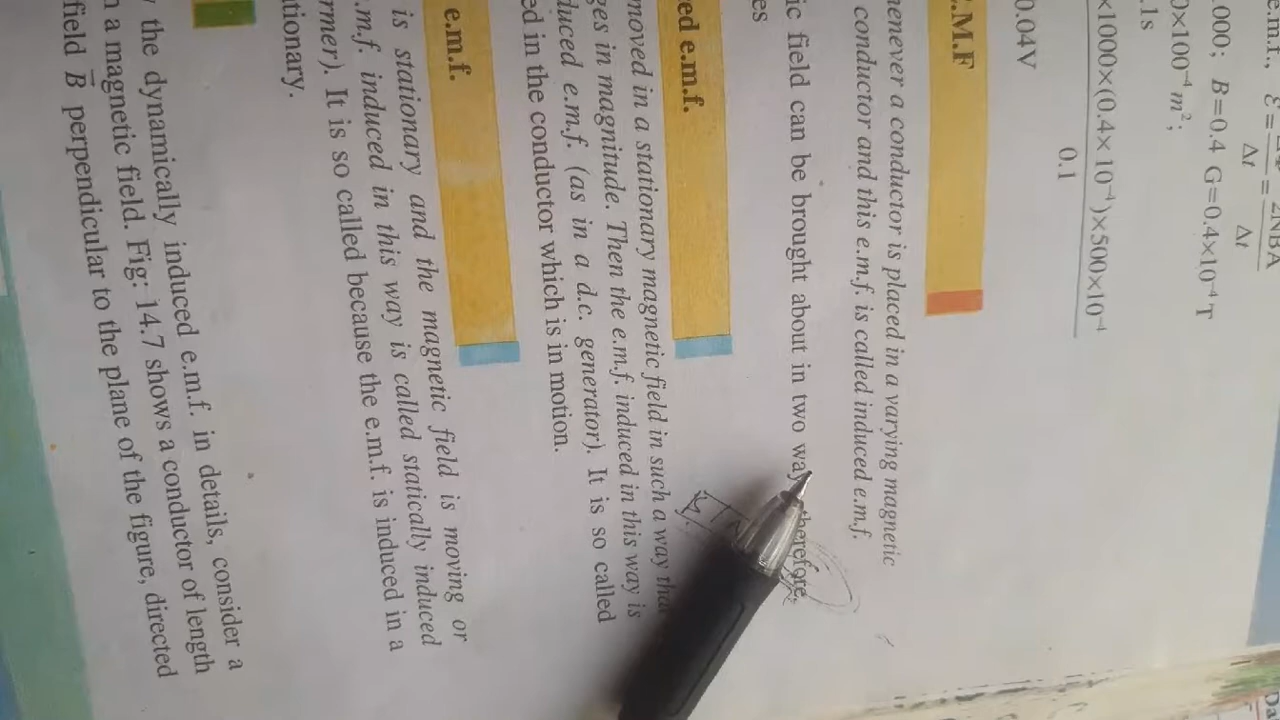 e.m.f., ε = = 2NBA
Δt Δt
.000; B=0.4 G=0.4×10⁻⁴T
0×100⁻⁴ m²;
.1s
×1000×(0.4×10⁻⁴)×500×10⁻⁴
0.1
0.04V
E.M.F
henever a conductor is placed in a varying magnetic
conductor and this e.m.f. is called induced e.m.f.
ic field can be brought about in two therefore,
es
ed e.m.f.
moved in a stationary magnetic field in such a way tha
ges in magnitude. Then the e.m.f. induced in this way is
duced e.m.f. (as in a d.c. generator). It is so called
ed in the conductor which is in motion.
e.m.f.
is stationary and the magnetic field is moving or
.m.f. induced in this way is called statically induced
rmer). It is so called because the e.m.f. is induced in a
tionary.
the dynamically induced e.m.f. in details, consider a
a magnetic field. Fig: 14.7 shows a conductor of length
field B⃗ perpendicular to the plane of the figure, directed